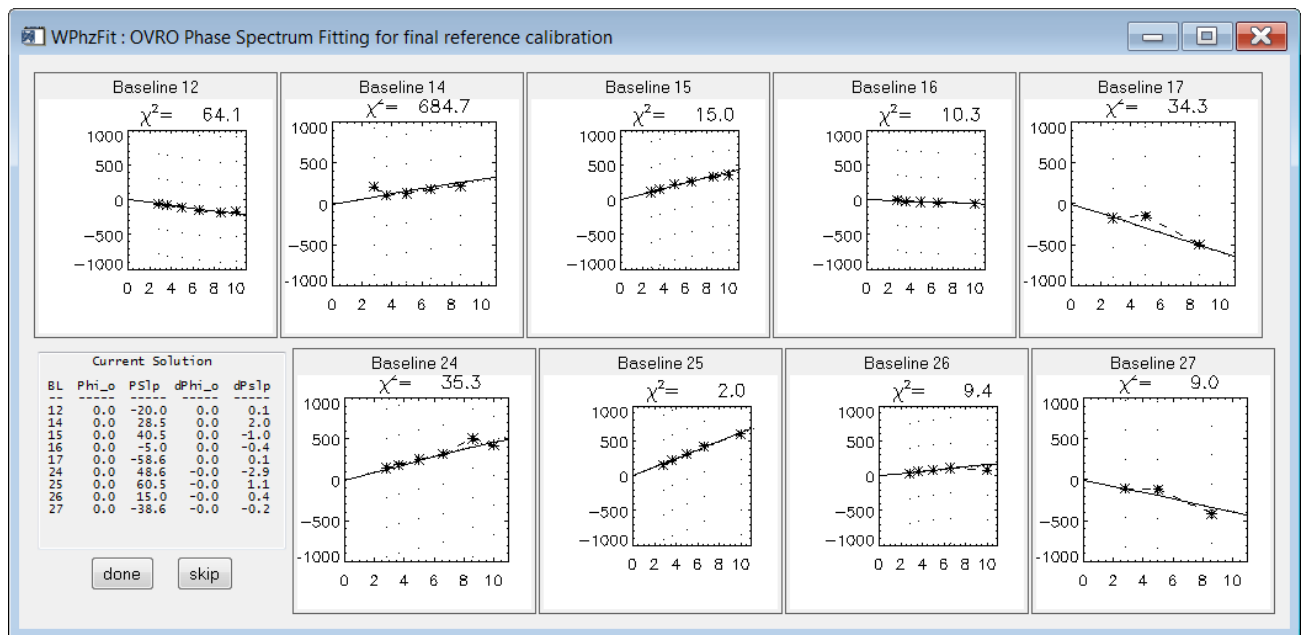 WPhzFit : OVRO Phase Spectrum Fitting for final reference calibration
Baseline 12
χ²= 64.1
1000
500
0
−500
−1000
0 2 4 6 8 10
Baseline 14
χ²= 684.7
1000
500
0
−500
-1000
0 2 4 6 8 10
Baseline 15
χ²= 15.0
1000
500
0
−500
−1000
0 2 4 6 8 10
Baseline 16
χ²= 10.3
1000
500
0
−500
−1000
0 2 4 6 8 10
Baseline 17
χ²= 34.3
1000
500
0
−500
-1000
0 2 4 6 8 10
Current Solution
BL Phi_o PSlp dPhi_o dPslp
-- ----- ----- ------ -----
12 0.0 -20.0 0.0 0.1
14 0.0 28.5 0.0 2.0
15 0.0 40.5 0.0 -1.0
16 0.0 -5.0 0.0 -0.4
17 0.0 -58.6 0.0 0.1
24 0.0 48.6 -0.0 -2.9
25 0.0 60.5 -0.0 1.1
26 0.0 15.0 -0.0 0.4
27 0.0 -38.6 -0.0 -0.2
done
skip
Baseline 24
χ²= 35.3
1000
500
0
−500
-1000
0 2 4 6 8 10
Baseline 25
χ²= 2.0
1000
500
0
−500
−1000
0 2 4 6 8 10
Baseline 26
χ²= 9.4
1000
500
0
−500
−1000
0 2 4 6 8 10
Baseline 27
χ²= 9.0
1000
500
0
−500
-1000
0 2 4 6 8 10